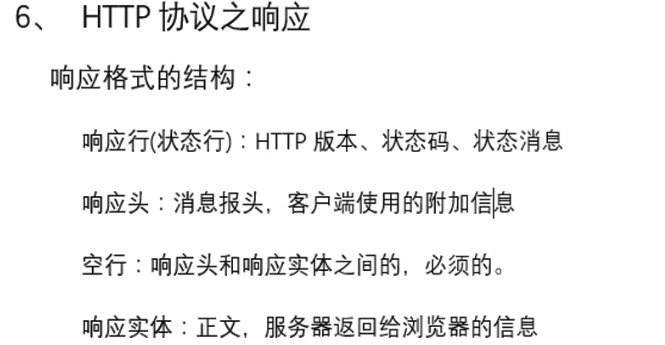 6、 HTTP 协议之响应
响应格式的结构：
响应行(状态行)：HTTP 版本、状态码、状态消息
响应头：消息报头，客户端使用的附加信息
空行：响应头和响应实体之间的，必须的。
响应实体：正文，服务器返回给浏览器的信息